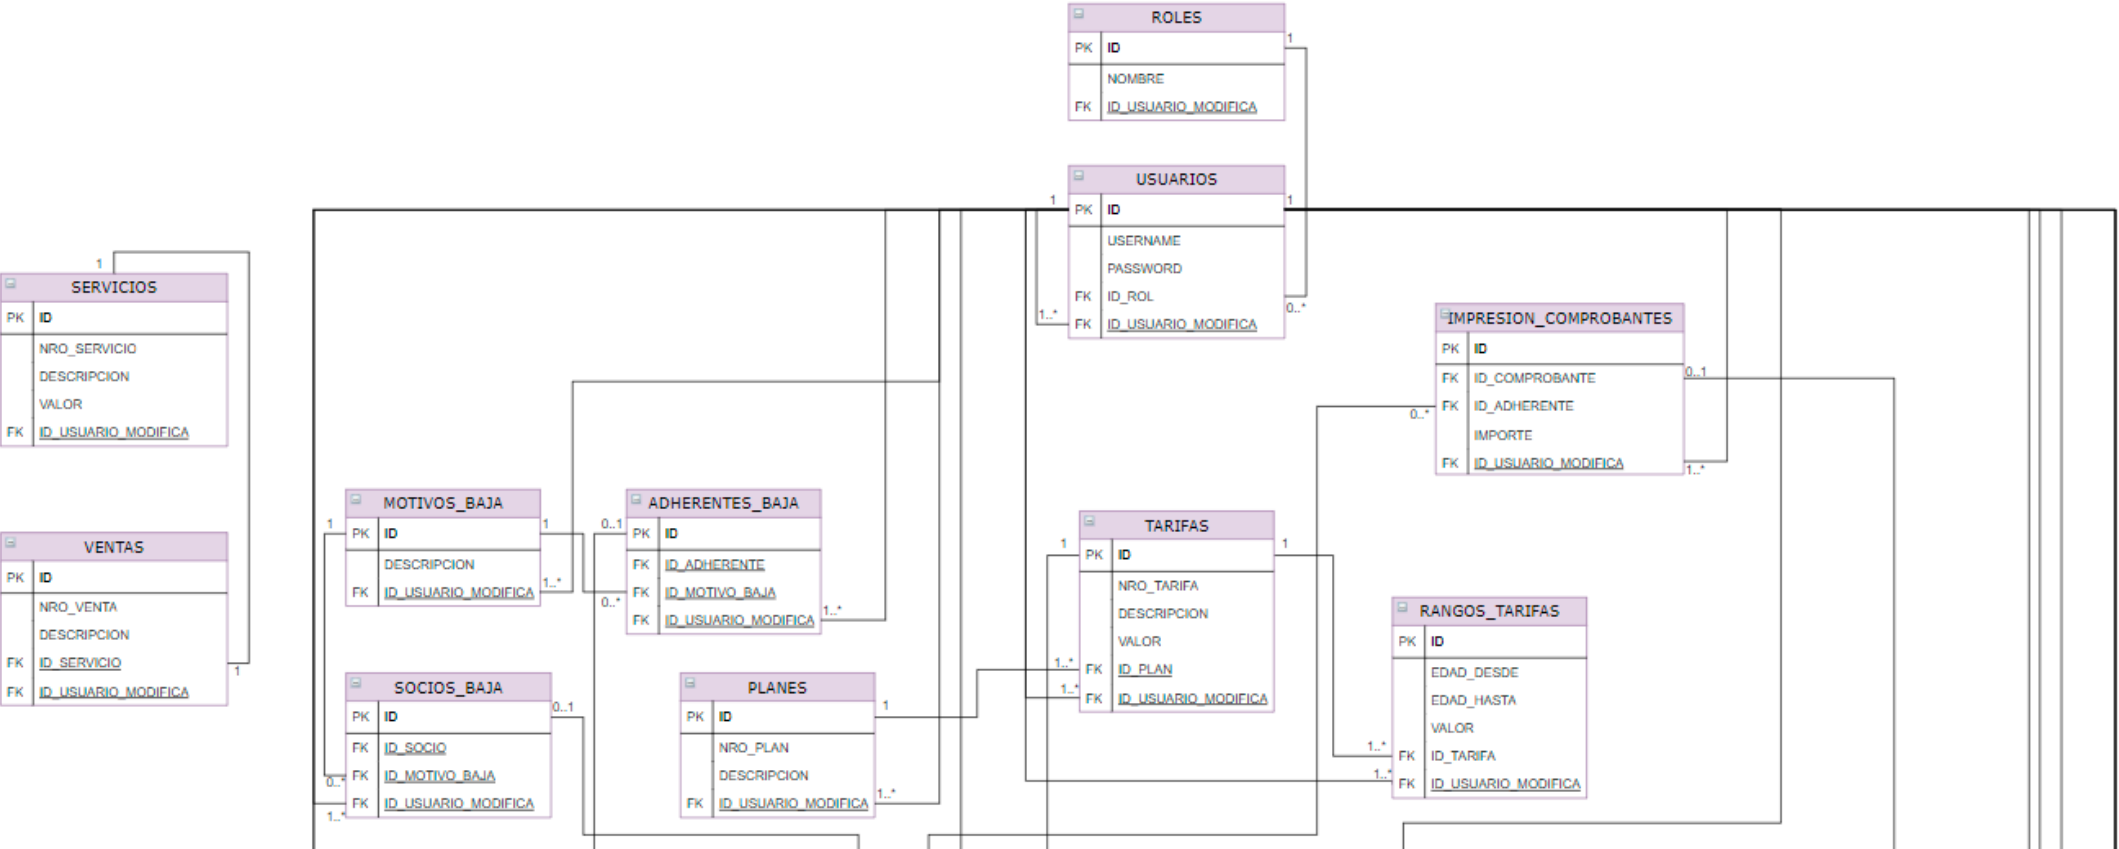 ROLES
PK ID
NOMBRE
FK ID_USUARIO_MODIFICA
1
USUARIOS
1 PK ID 1
USERNAME
PASSWORD
FK ID_ROL 0..*
1..* FK ID_USUARIO_MODIFICA
1
SERVICIOS
PK ID
NRO_SERVICIO
DESCRIPCION
VALOR
FK ID_USUARIO_MODIFICA
VENTAS
PK ID
NRO_VENTA
DESCRIPCION
FK ID_SERVICIO 1
FK ID_USUARIO_MODIFICA
IMPRESION_COMPROBANTES
PK ID
FK ID_COMPROBANTE 0..1
0..* FK ID_ADHERENTE
IMPORTE
FK ID_USUARIO_MODIFICA 1..*
MOTIVOS_BAJA
1 PK ID 1
DESCRIPCION
FK ID_USUARIO_MODIFICA 1..*
ADHERENTES_BAJA
0..1 PK ID
FK ID_ADHERENTE
0..* FK ID_MOTIVO_BAJA
FK ID_USUARIO_MODIFICA 1..*
TARIFAS
1 PK ID 1
NRO_TARIFA
DESCRIPCION
VALOR
1..* FK ID_PLAN
1..* FK ID_USUARIO_MODIFICA
RANGOS_TARIFAS
PK ID
EDAD_DESDE
EDAD_HASTA
VALOR
1..* FK ID_TARIFA
1..* FK ID_USUARIO_MODIFICA
SOCIOS_BAJA
PK ID 0..1
FK ID_SOCIO
0..* FK ID_MOTIVO_BAJA
1..* FK ID_USUARIO_MODIFICA
PLANES
PK ID 1
NRO_PLAN
DESCRIPCION
FK ID_USUARIO_MODIFICA 1..*